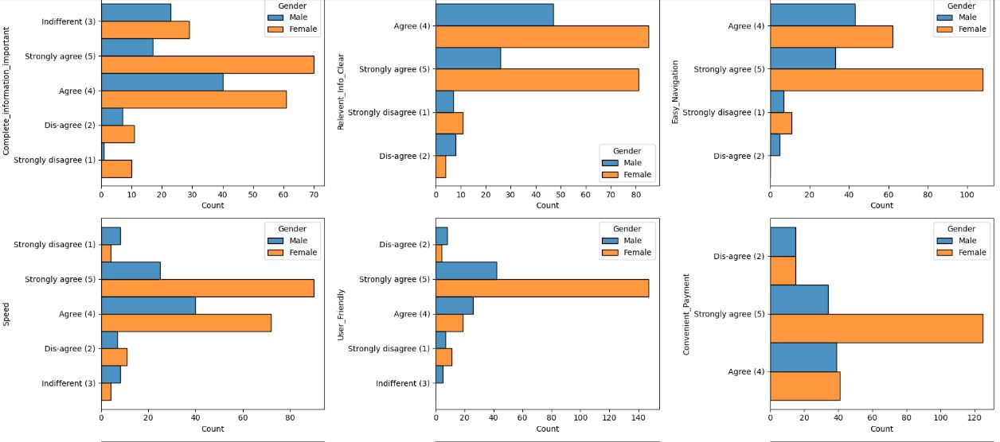 Complete_information_important
Indifferent (3)
Strongly agree (5)
Agree (4)
Dis-agree (2)
Strongly disagree (1)
Gender
Male
Female
0 10 20 30 40 50 60 70
Count
Relevent_Info_Clear
Agree (4)
Strongly agree (5)
Strongly disagree (1)
Dis-agree (2)
Gender
Male
Female
0 10 20 30 40 50 60 70 80
Count
Easy_Navigation
Agree (4)
Strongly agree (5)
Strongly disagree (1)
Dis-agree (2)
Gender
Male
Female
0 20 40 60 80 100
Count
Speed
Strongly disagree (1)
Strongly agree (5)
Agree (4)
Dis-agree (2)
Indifferent (3)
Gender
Male
Female
0 20 40 60 80
Count
User_Friendly
Dis-agree (2)
Strongly agree (5)
Agree (4)
Strongly disagree (1)
Indifferent (3)
Gender
Male
Female
0 20 40 60 80 100 120 140
Count
Convenient_Payment
Dis-agree (2)
Strongly agree (5)
Agree (4)
Gender
Male
Female
0 20 40 60 80 100 120
Count